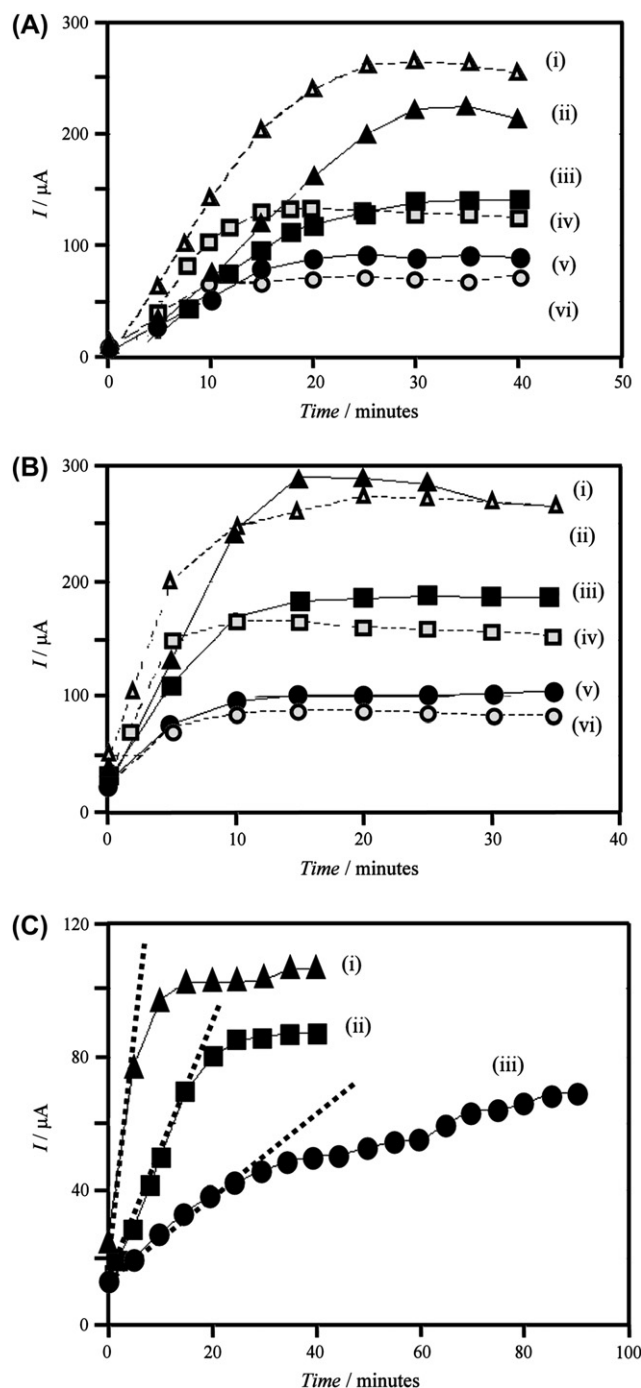 (A)
300
200
100
0
I / µA
(i)
(ii)
(iii)
(iv)
(v)
(vi)
0 10 20 30 40 50
Time / minutes
(B)
300
200
100
0
I / µA
(i)
(ii)
(iii)
(iv)
(v)
(vi)
0 10 20 30 40
Time / minutes
(C)
120
80
40
0
I / µA
(i)
(ii)
(iii)
0 20 40 60 80 100
Time / minutes